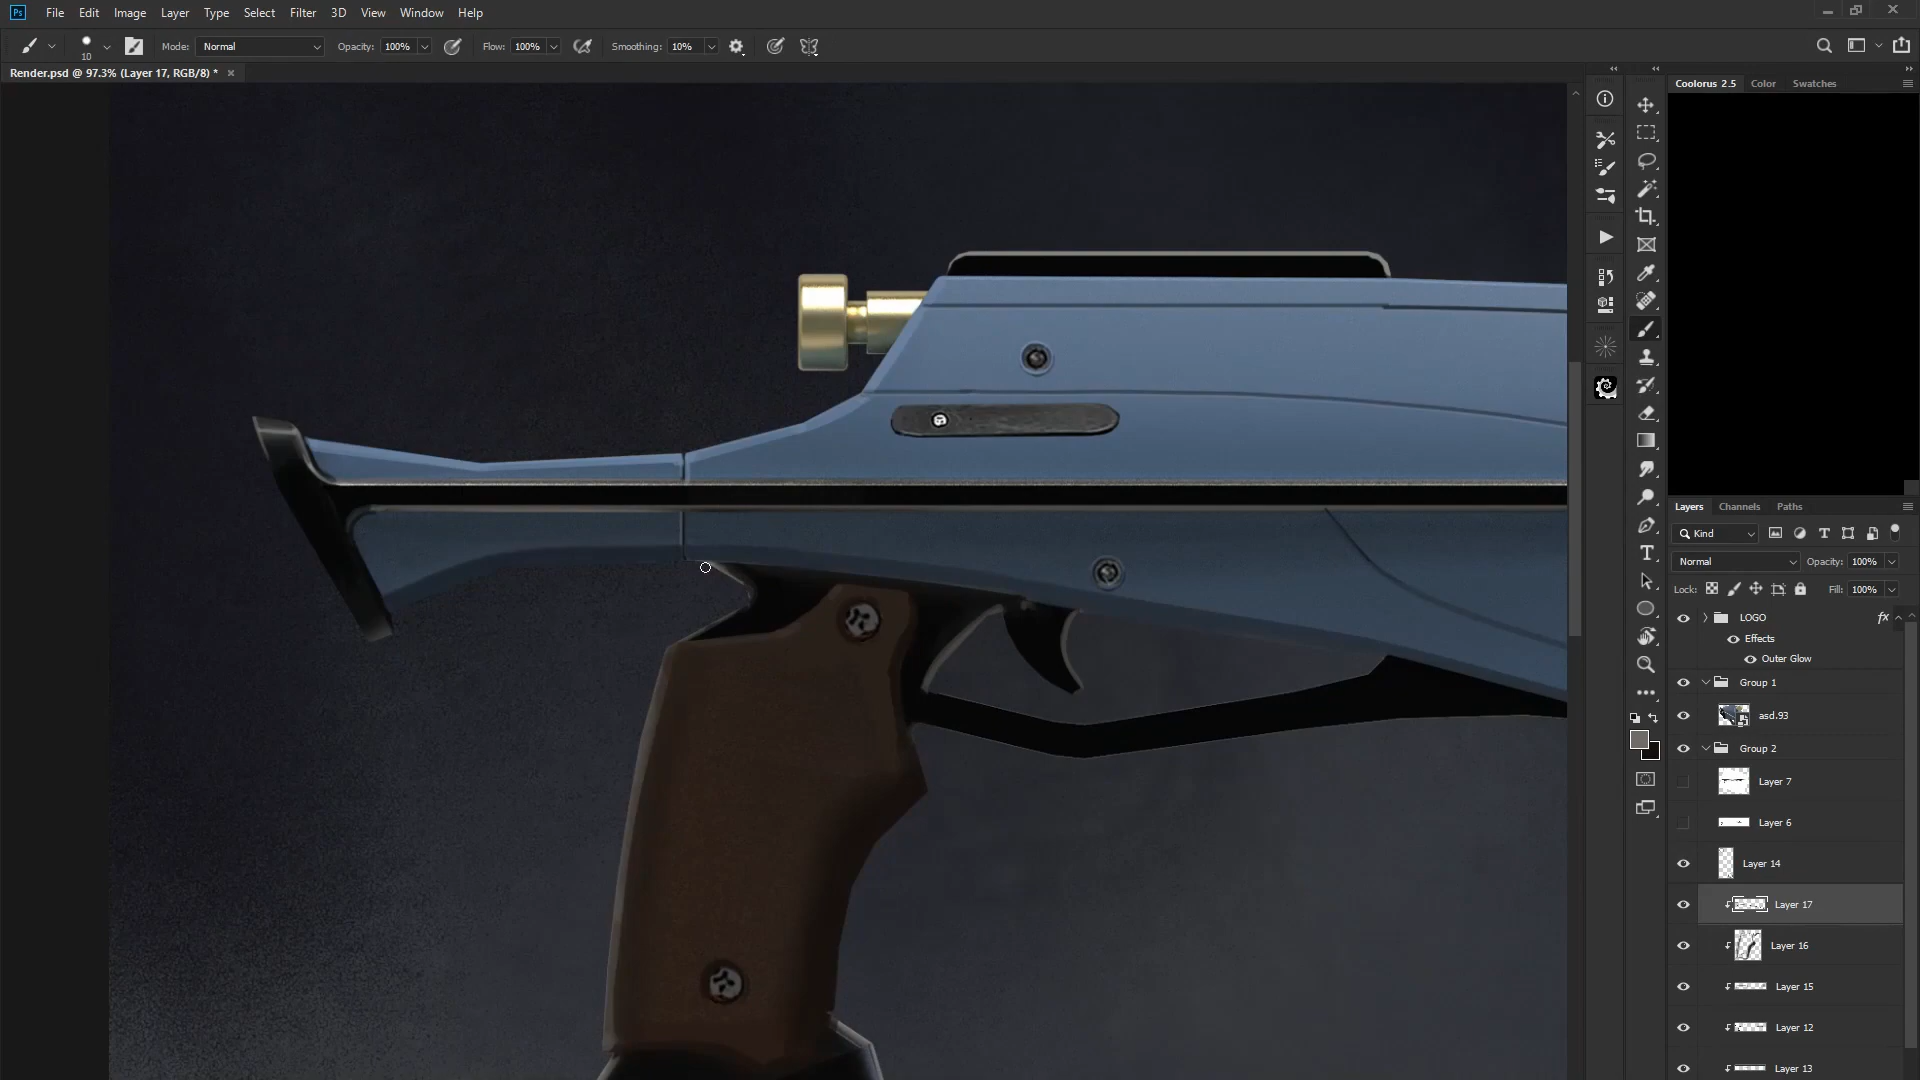 Ps File Edit Image Layer Type Select Filter 3D View Window Help
10 Mode: Normal Opacity: 100% Flow: 100% Smoothing: 10%
Render.psd @ 97.3% (Layer 17, RGB/8) *
Coolorus 2.5 Color Swatches
Layers Channels Paths
Kind
Normal Opacity: 100%
Lock: Fill: 100%
LOGO fx
Effects
Outer Glow
Group 1
asd.93
Group 2
Layer 7
Layer 6
Layer 14
Layer 17
Layer 16
Layer 15
Layer 12
Layer 13